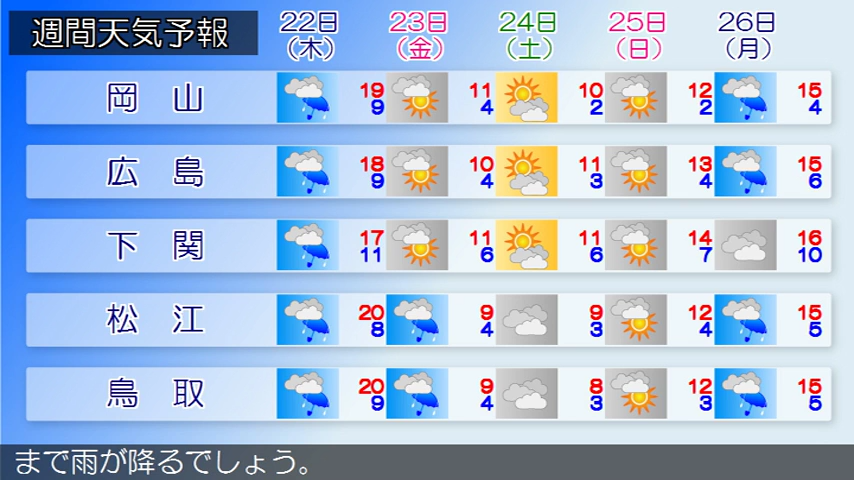 週間天気予報
22日 23日 24日 25日 26日
(木) (金) (土) (日) (月)
岡山 19 9 11 4 10 2 12 2 15 4
広島 18 9 10 4 11 3 13 4 15 6
下関 17 11 11 6 11 6 14 7 16 10
松江 20 8 9 4 9 3 12 4 15 5
鳥取 20 9 9 4 8 3 12 3 15 5
まで雨が降るでしょう。